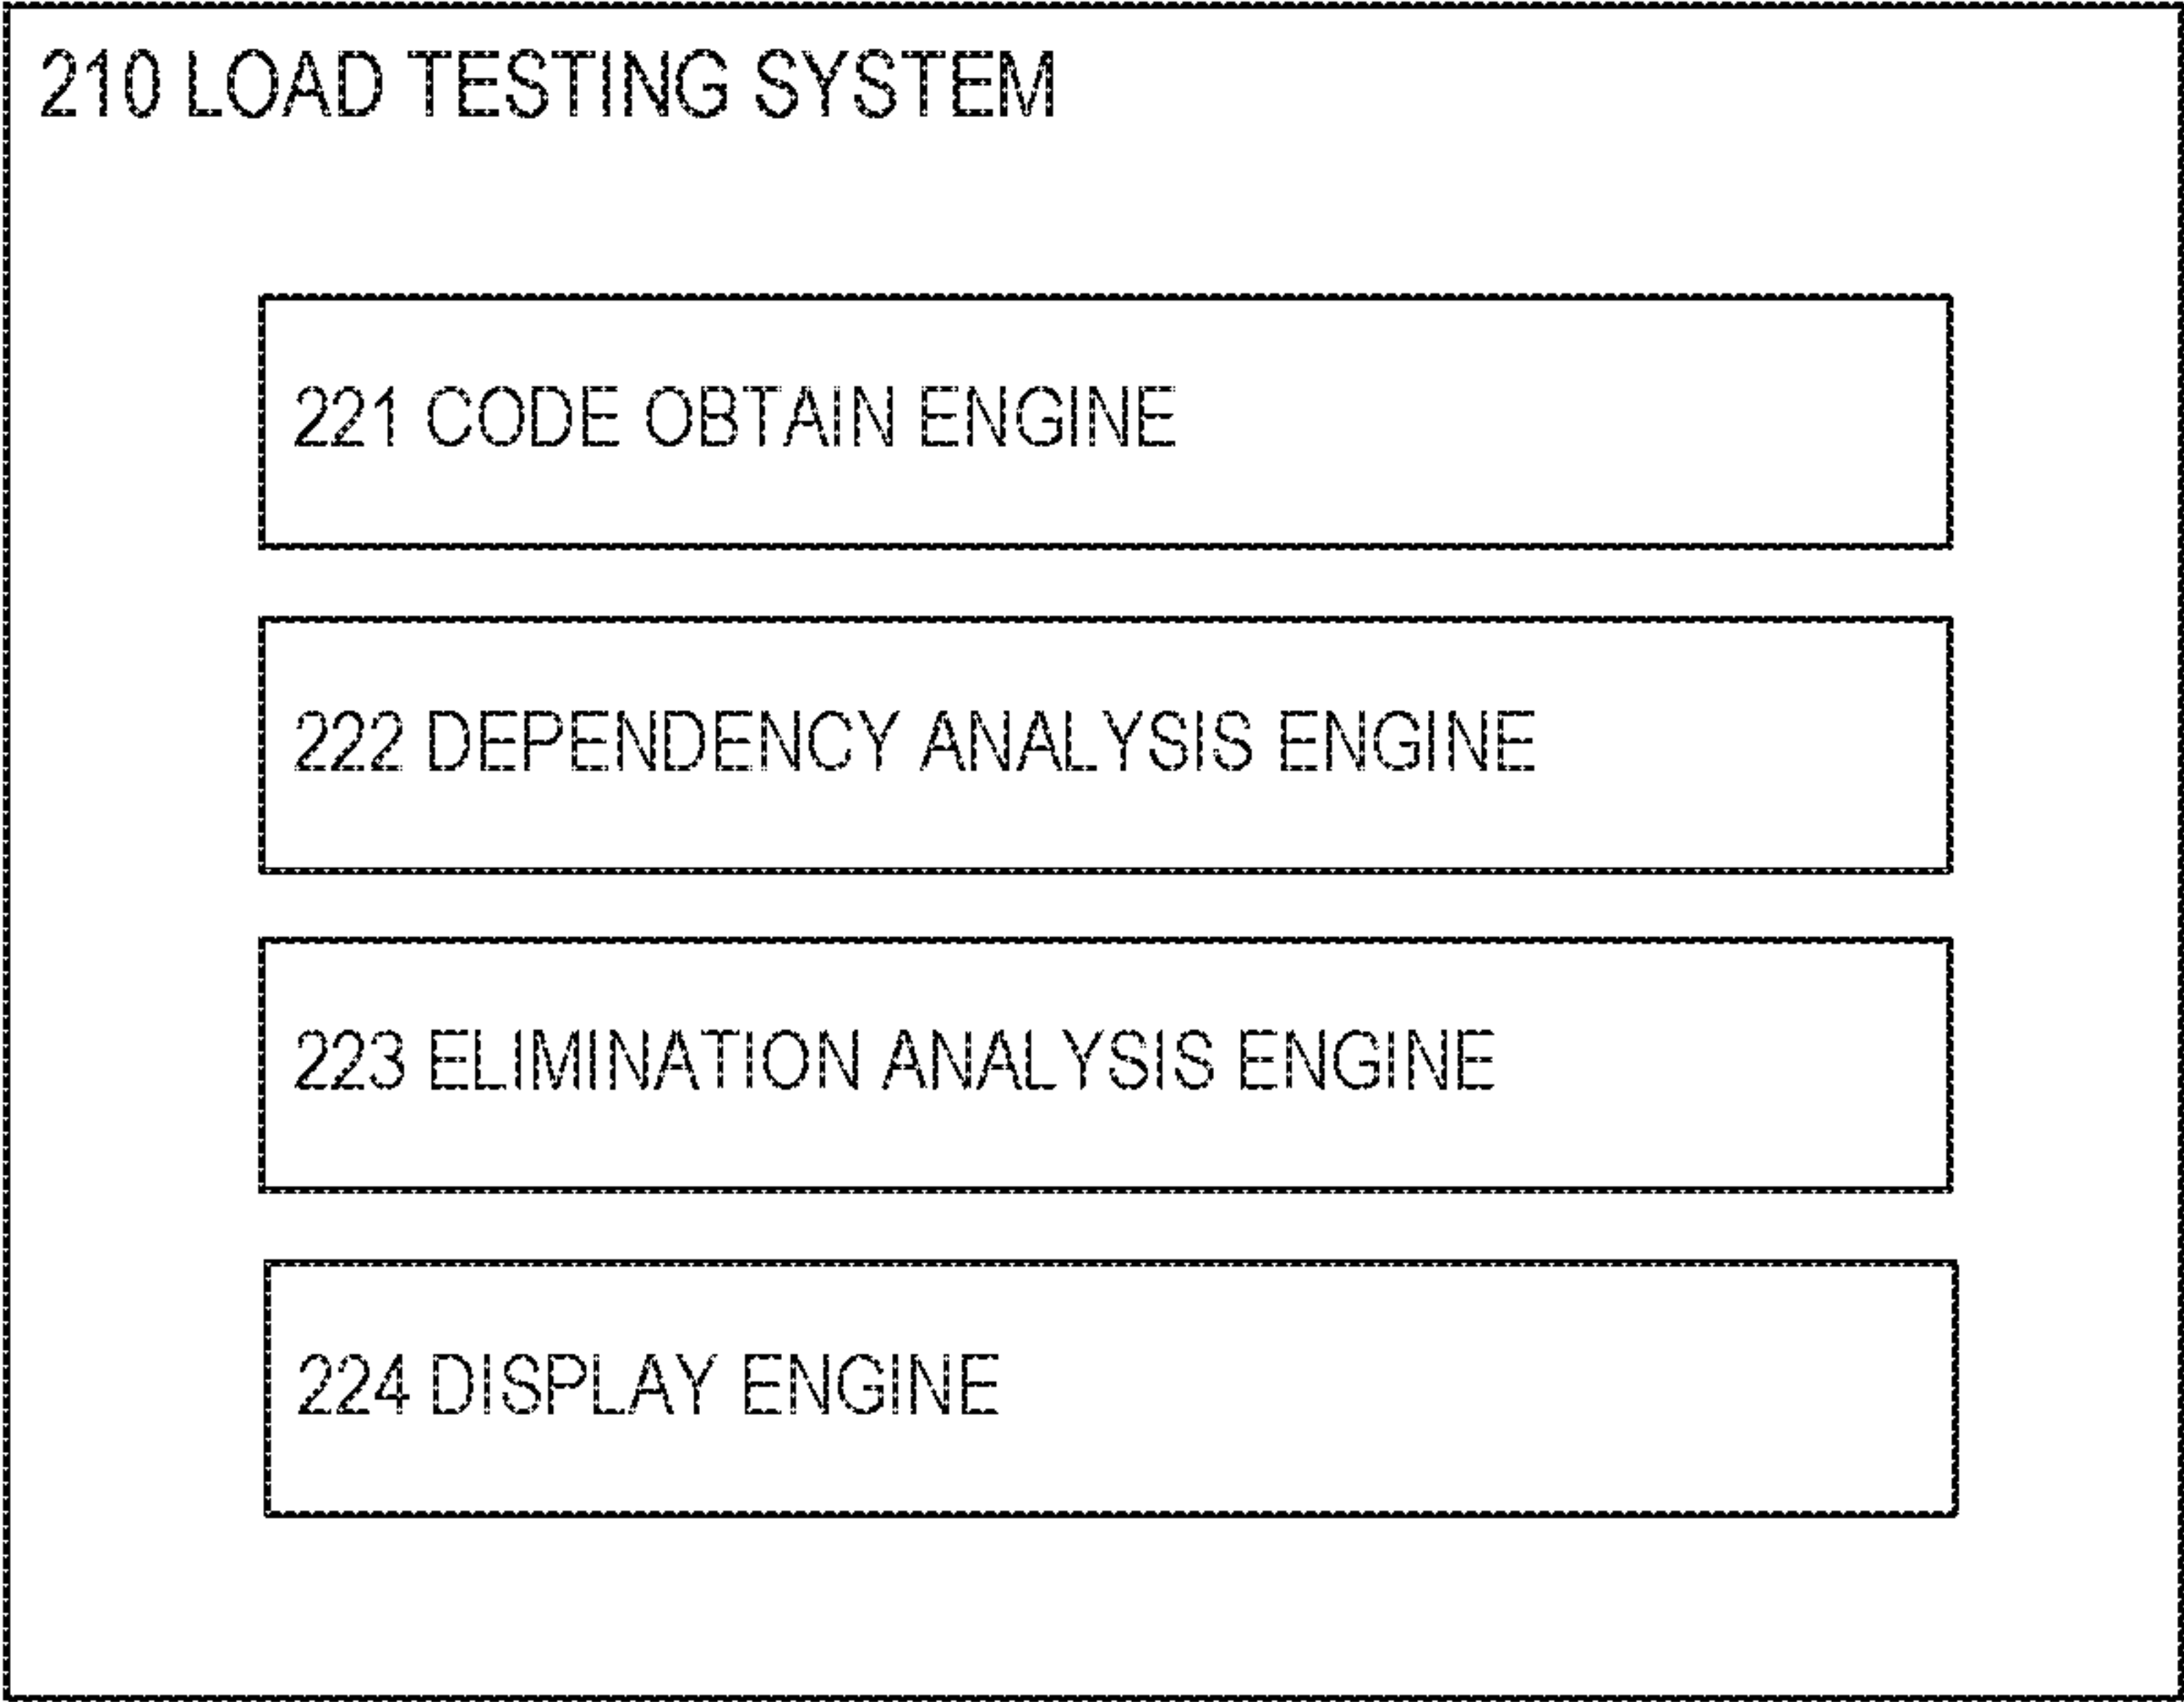 210 LOAD TESTING SYSTEM
221 CODE OBTAIN ENGINE
222 DEPENDENCY ANALYSIS ENGINE
223 ELIMINATION ANALYSIS ENGINE
224 DISPLAY ENGINE